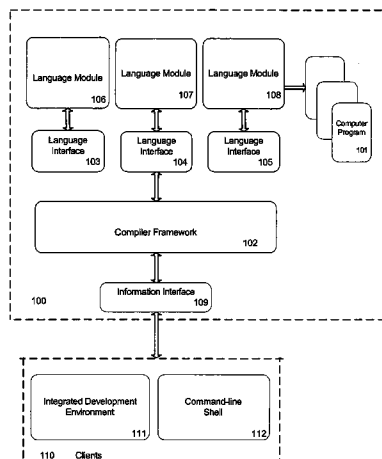 Language Module
106
Language Module
107
Language Module
108
Computer
Program
101
Language
Interface
103
Language
Interface
104
Language
Interface
105
Compiler Framework
102
100
Information Interface
109
Integrated Development
Environment
111
Command-line
Shell
112
110 Clients